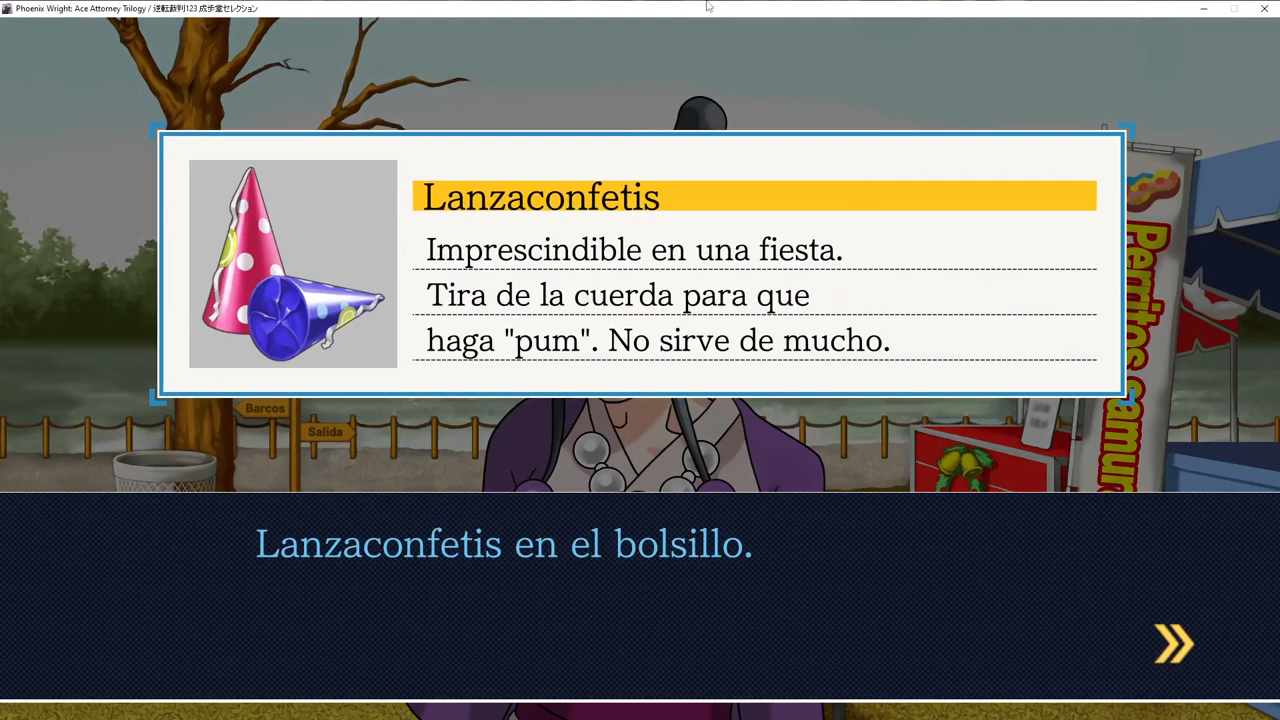 Phoenix Wright: Ace Attorney Trilogy / 逆転裁判123 成歩堂セレクション
Lanzaconfetis
Imprescindible en una fiesta.
Tira de la cuerda para que
haga "pum". No sirve de mucho.
Barcos
Salida
Perritos samur
Lanzaconfetis en el bolsillo.